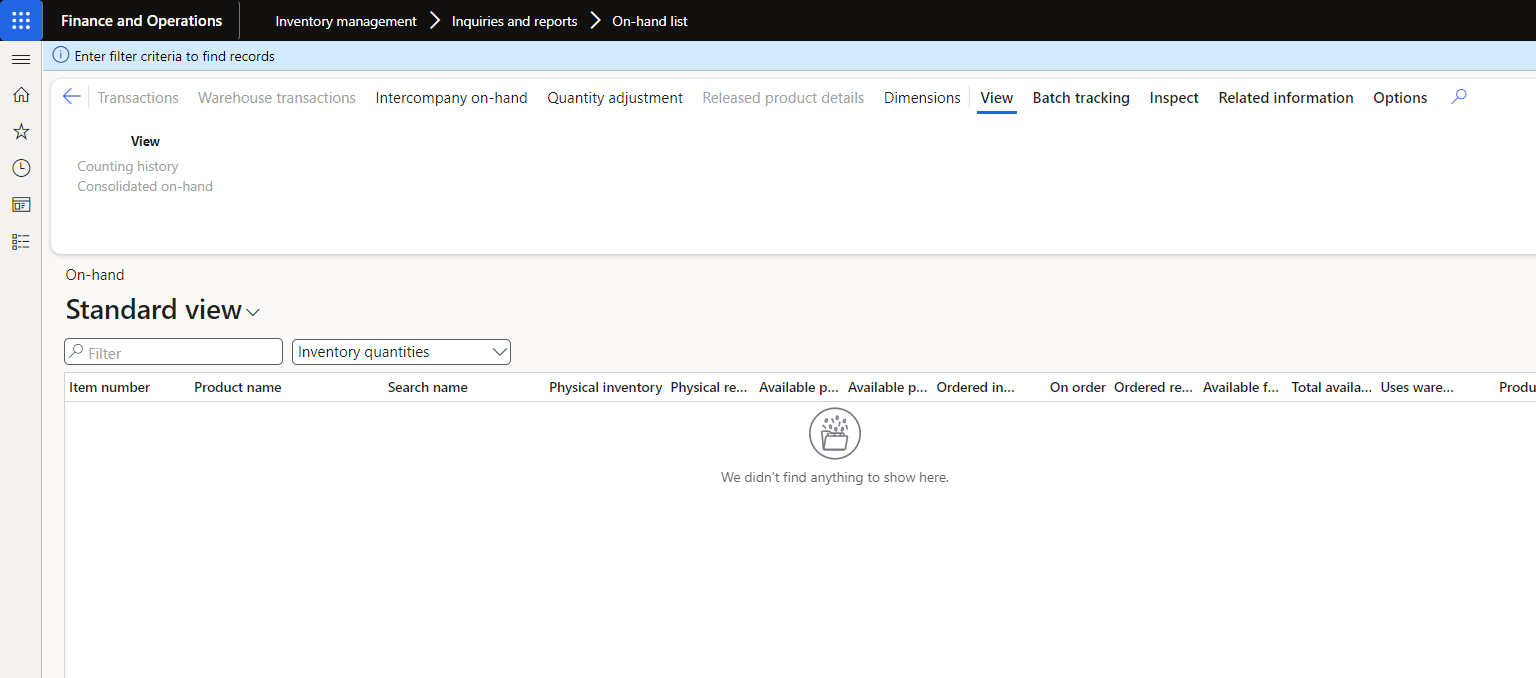 Finance and Operations Inventory management Inquiries and reports On-hand list
Enter filter criteria to find records
Transactions Warehouse transactions Intercompany on-hand Quantity adjustment Released product details Dimensions View Batch tracking Inspect Related information Options
View
Counting history
Consolidated on-hand
On-hand
Standard view
Filter Inventory quantities
Item number Product name Search name Physical inventory Physical re... Available p... Available p... Ordered in... On order Ordered re... Available f... Total availa... Uses ware... Produ
We didn't find anything to show here.